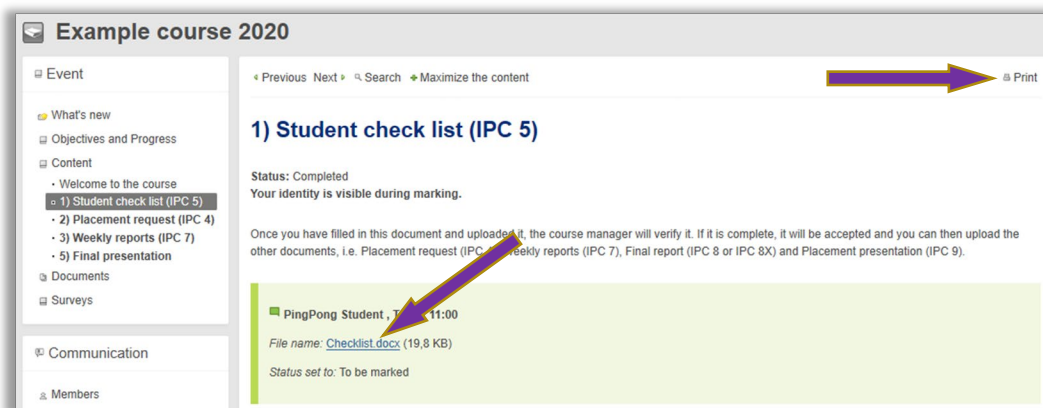 Example course 2020
Event
What's new
Objectives and Progress
Content
Welcome to the course
1) Student check list (IPC 5)
2) Placement request (IPC 4)
3) Weekly reports (IPC 7)
5) Final presentation
Documents
Surveys
Communication
Members
Previous Next Search Maximize the content
Print
1) Student check list (IPC 5)
Status: Completed
Your identity is visible during marking.
Once you have filled in this document and uploaded it, the course manager will verify it. If it is complete, it will be accepted and you can then upload the
other documents, i.e. Placement request (IPC Weekly reports (IPC 7), Final report (IPC 8 or IPC 8X) and Placement presentation (IPC 9).
PingPong Student , 11:00
File name: Checklist.docx (19,8 KB)
Status set to: To be marked